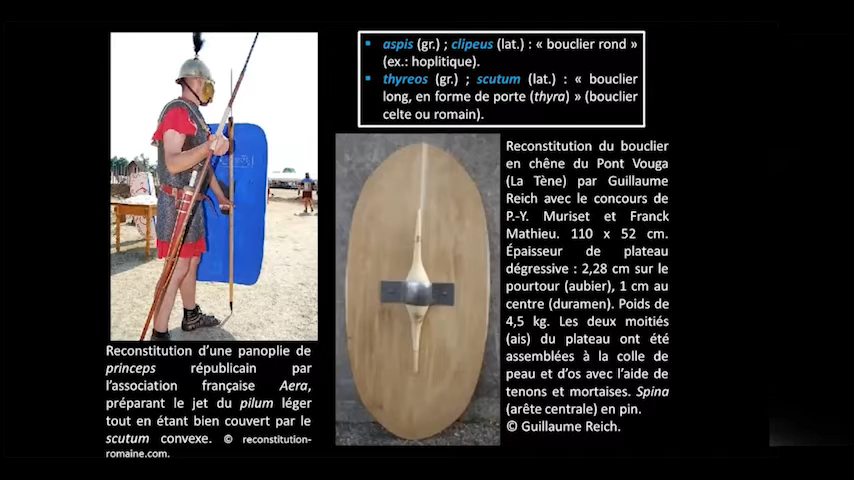 ▪ aspis (gr.) ; clipeus (lat.) : « bouclier rond »
(ex.: hoplitique).
▪ thyreos (gr.) ; scutum (lat.) : « bouclier
long, en forme de porte (thyra) » (bouclier
celte ou romain).
Reconstitution du bouclier
en chêne du Pont Vouga
(La Tène) par Guillaume
Reich avec le concours de
P.-Y. Muriset et Franck
Mathieu. 110 x 52 cm.
Épaisseur de plateau
dégressive : 2,28 cm sur le
pourtour (aubier), 1 cm au
centre (duramen). Poids de
4,5 kg. Les deux moitiés
(ais) du plateau ont été
assemblées à la colle de
peau et d'os avec l'aide de
tenons et mortaises. Spina
(arête centrale) en pin.
© Guillaume Reich.
Reconstitution d'une panoplie de
princeps républicain par
l'association française Aera,
préparant le jet du pilum léger
tout en étant bien couvert par le
scutum convexe. © reconstitution-
romaine.com.